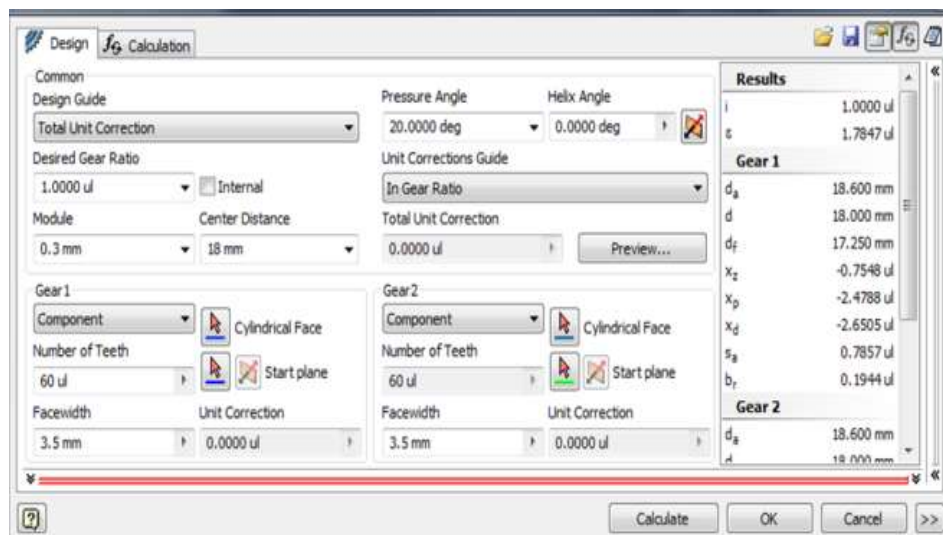 Design
fG Calculation
Common
Design Guide
Pressure Angle
Helix Angle
Total Unit Correction
20.0000 deg
0.0000 deg
Desired Gear Ratio
Unit Corrections Guide
1.0000 ul
Internal
In Gear Ratio
Module
Center Distance
Total Unit Correction
0.3 mm
18 mm
0.0000 ul
Preview...
Gear1
Component
Cylindrical Face
Number of Teeth
60 ul
Start plane
Facewidth
Unit Correction
3.5 mm
0.0000 ul
Gear2
Component
Cylindrical Face
Number of Teeth
60 ul
Start plane
Facewidth
Unit Correction
3.5 mm
0.0000 ul
Results
i 1.0000 ul
ε 1.7847 ul
Gear 1
da 18.600 mm
d 18.000 mm
df 17.250 mm
xz -0.7548 ul
xp -2.4788 ul
xd -2.6505 ul
sa 0.7857 ul
br 0.1944 ul
Gear 2
da 18.600 mm
d 18.000 mm
Calculate
OK
Cancel
>>